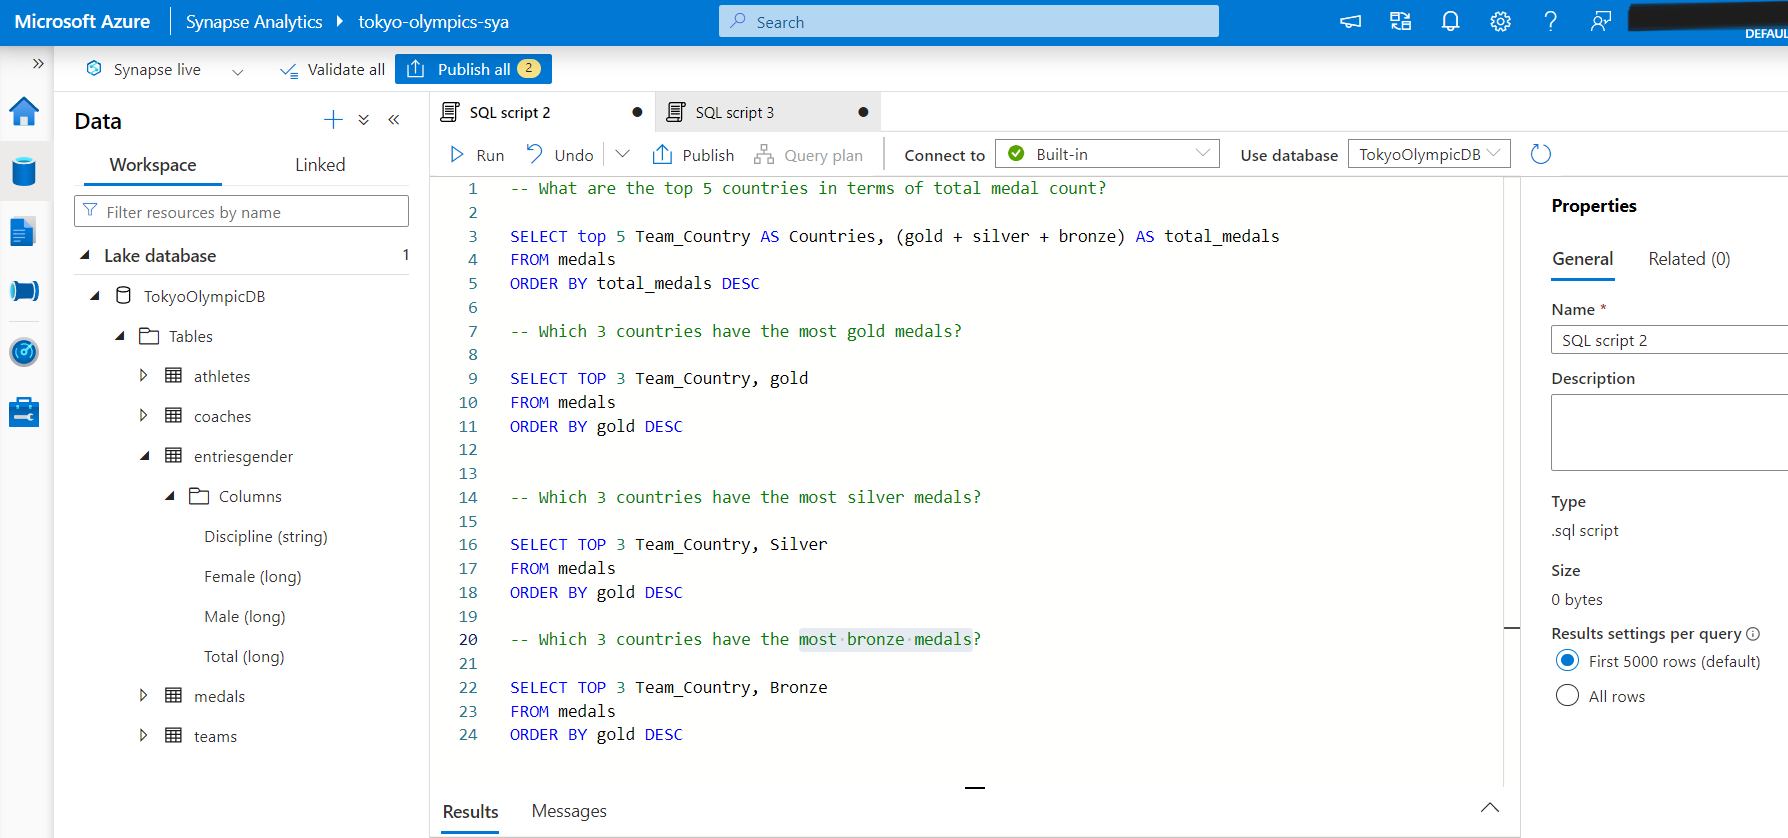 Microsoft Azure Synapse Analytics tokyo-olympics-sya Search
DEFAUL
Synapse live Validate all Publish all 2
Data
Workspace Linked
Filter resources by name
Lake database 1
TokyoOlympicDB
Tables
athletes
coaches
entriesgender
Columns
Discipline (string)
Female (long)
Male (long)
Total (long)
medals
teams
SQL script 2 SQL script 3
Run Undo Publish Query plan Connect to Built-in Use database TokyoOlympicDB
1 -- What are the top 5 countries in terms of total medal count?
2
3 SELECT top 5 Team_Country AS Countries, (gold + silver + bronze) AS total_medals
4 FROM medals
5 ORDER BY total_medals DESC
6
7 -- Which 3 countries have the most gold medals?
8
9 SELECT TOP 3 Team_Country, gold
10 FROM medals
11 ORDER BY gold DESC
12
13
14 -- Which 3 countries have the most silver medals?
15
16 SELECT TOP 3 Team_Country, Silver
17 FROM medals
18 ORDER BY gold DESC
19
20 -- Which 3 countries have the most bronze medals?
21
22 SELECT TOP 3 Team_Country, Bronze
23 FROM medals
24 ORDER BY gold DESC
Results Messages
Properties
General Related (0)
Name *
SQL script 2
Description
Type
.sql script
Size
0 bytes
Results settings per query
First 5000 rows (default)
All rows